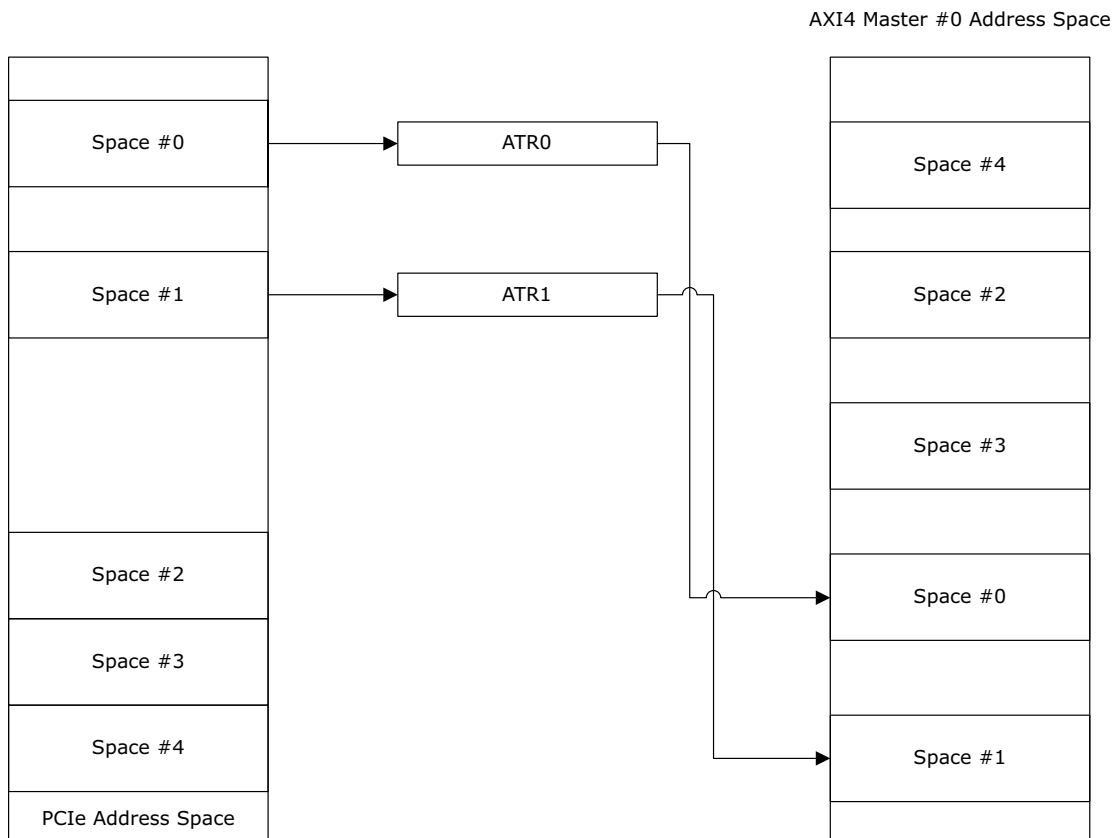 AXI4 Master #0 Address Space
Space #0
ATR0
Space #4
Space #1
ATR1
Space #2
Space #3
Space #2
Space #0
Space #3
Space #4
Space #1
PCIe Address Space